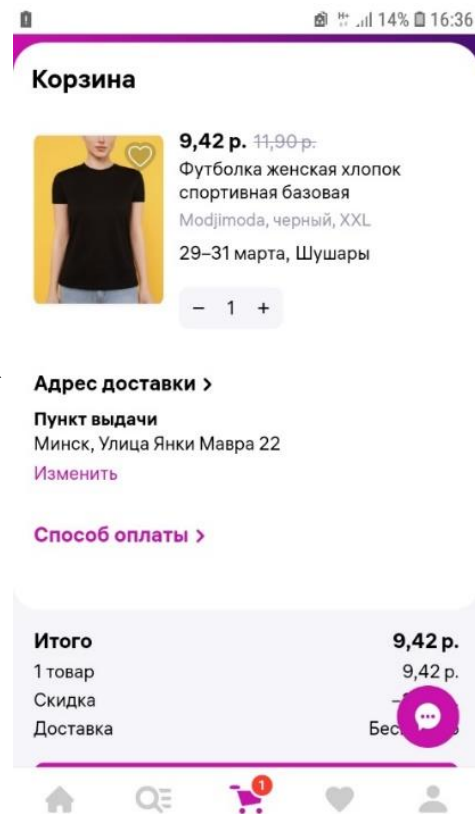 14% 16:36
Корзина
9,42 р. 11,90 р.
Футболка женская хлопок
спортивная базовая
Modjimoda, черный, XXL
29–31 марта, Шушары
− 1 +
Адрес доставки >
Пункт выдачи
Минск, Улица Янки Мавра 22
Изменить
Способ оплаты >
Итого 9,42 р.
1 товар 9,42 р.
Скидка
Доставка
1